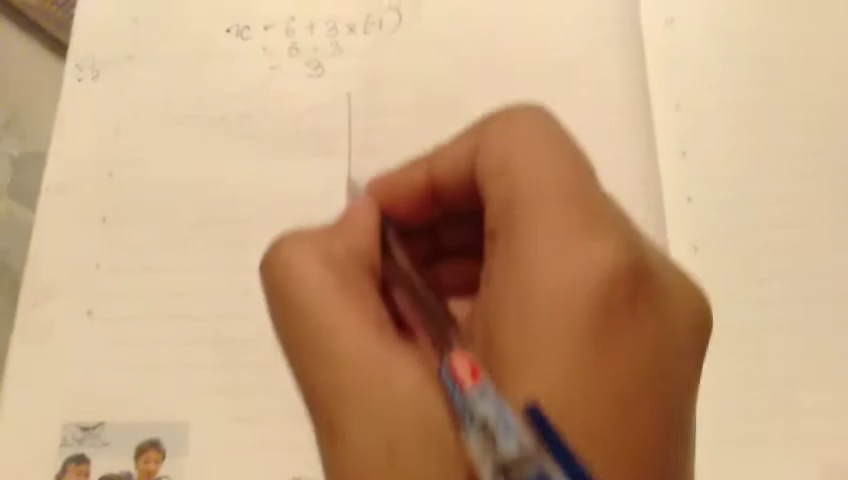 x = 6 + 3 × (-1)
= 6 - 3
= 3